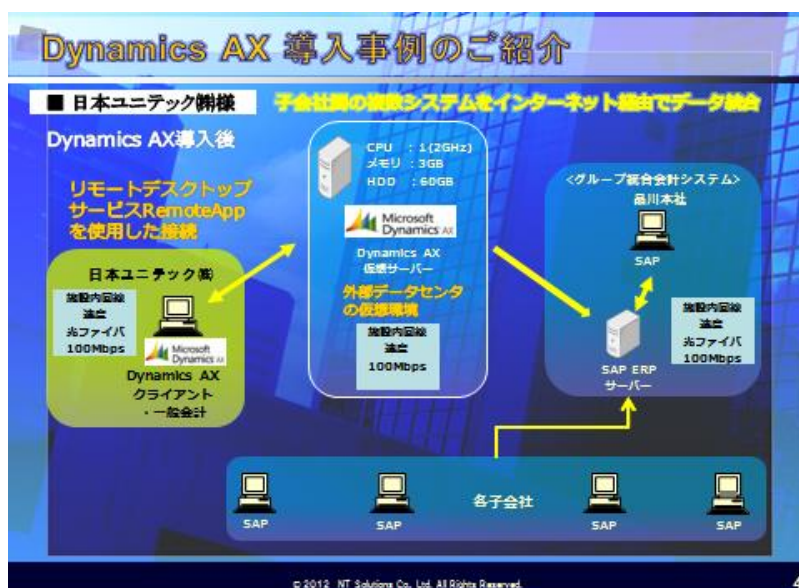 Dynamics AX 導入事例のご紹介
■ 日本ユニテック㈱様
子会社間の複数システムをインターネット経由でデータ統合
Dynamics AX導入後
リモートデスクトップ
サービスRemoteApp
を使用した接続
日本ユニテック㈱
施設内回線
速度
光ファイバ
100Mbps
Microsoft
Dynamics AX
Dynamics AX
クライアント
・一般会計
CPU : 1(2GHz)
メモリ : 3GB
HDD : 60GB
Microsoft
Dynamics AX
Dynamics AX
仮想サーバー
外部データセンタ
の仮想環境
施設内回線
速度
100Mbps
<グループ統合会計システム>
品川本社
SAP
施設内回線
速度
光ファイバ
100Mbps
SAP ERP
サーバー
各子会社
SAP
SAP
SAP
SAP
© 2012 NT Solutions Co., Ltd. All Rights Reserved.
4